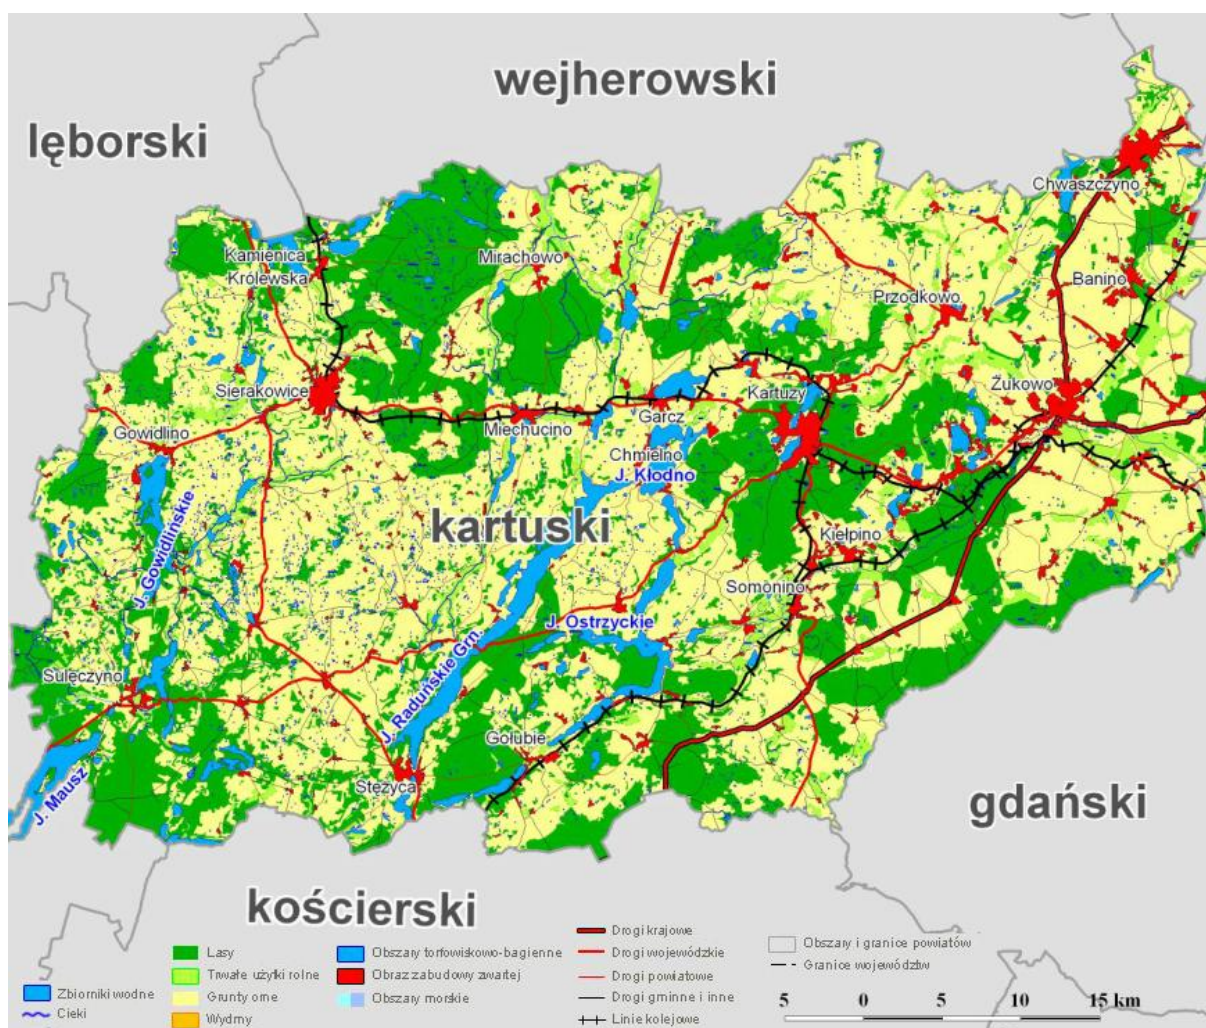 wejherowski
lęborski
Chwaszczyno
Kamienica
Królewska
Mirachowo
Banino
Przodkowo
Sierakowice
Żukowo
Kartuzy
Garcz
Gowidlino
Miechucino
Chmielno
J. Kłodno
kartuski
J. Gowidlińskie
Kiełpino
Somonino
J. Ostrzyckie
J. Raduńskie Grn.
Sulęczyno
Gołubie
Stężyca
J. Mausz
gdański
kościerski
Zbiorniki wodne
Cieki
Lasy
Trwałe użytki rolne
Grunty orne
Wydmy
Obszary torfowiskowo-bagienne
Obraz zabudowy zwartej
Obszary morskie
Drogi krajowe
Drogi wojewódzkie
Drogi powiatowe
Drogi gminne i inne
Linie kolejowe
Obszary i granice powiatów
Granice województw
5 0 5 10 15 km